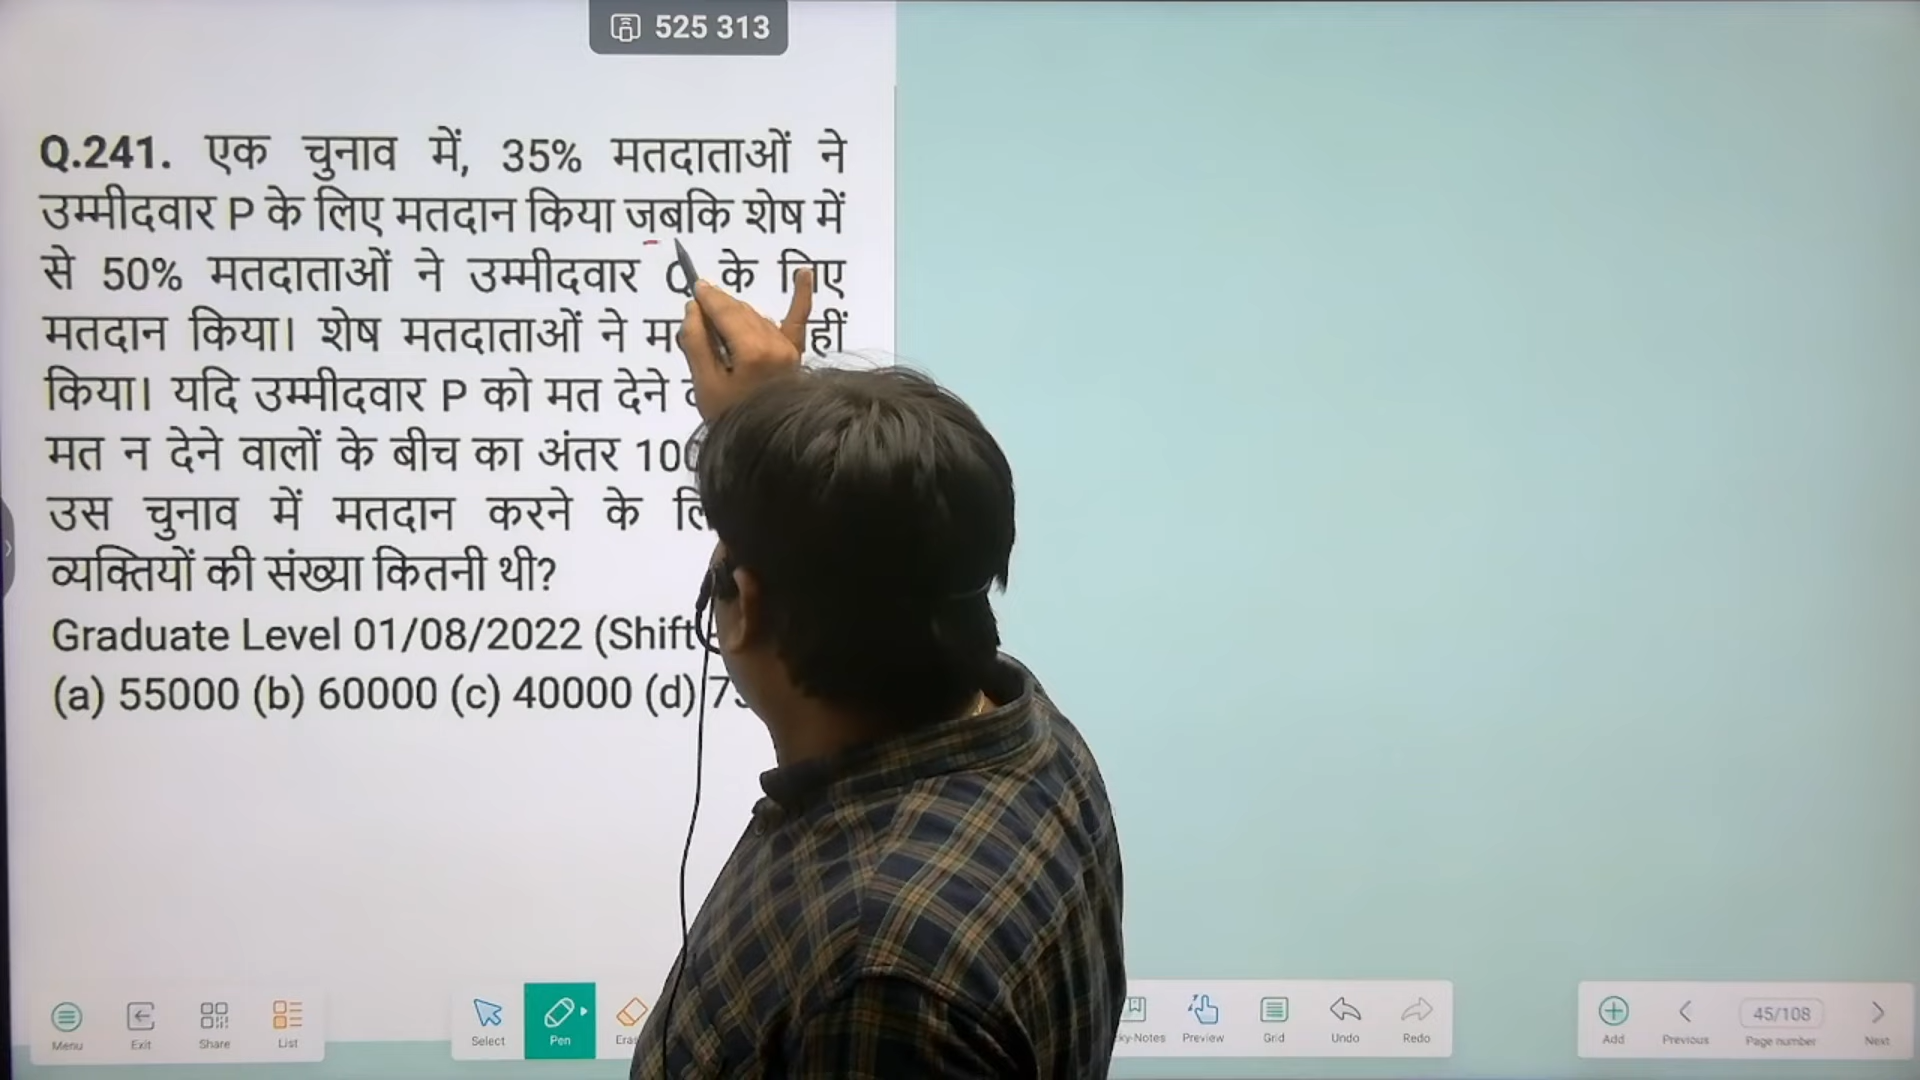 525 313
Q.241. एक चुनाव में, 35% मतदाताओं ने
उम्मीदवार P के लिए मतदान किया जबकि शेष में
से 50% मतदाताओं ने उम्मीदवार Q के लिए
मतदान किया। शेष मतदाताओं ने
किया। यदि उम्मीदवार P को मत देने
मत न देने वालों के बीच का अंतर
उस चुनाव में मतदान करने के
व्यक्तियों की संख्या कितनी थी?
Graduate Level 01/08/2022 (Shift
(a) 55000 (b) 60000 (c) 40000 (d)
Menu Exit Share List Select Pen Preview Grid Undo Redo Add Previous 45/108 Page number Next